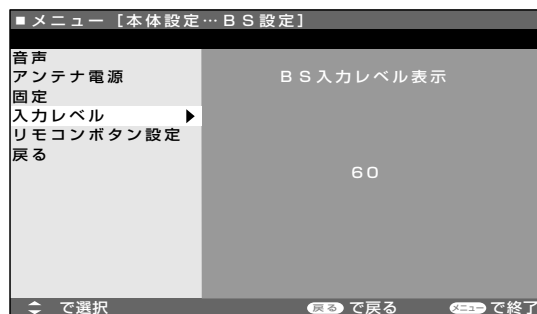 ■メニュー [本体設定…BS設定]
音声
アンテナ電源
固定
入力レベル
リモコンボタン設定
戻る
BS入力レベル表示
60
で選択 戻る で戻る メニュー で終了